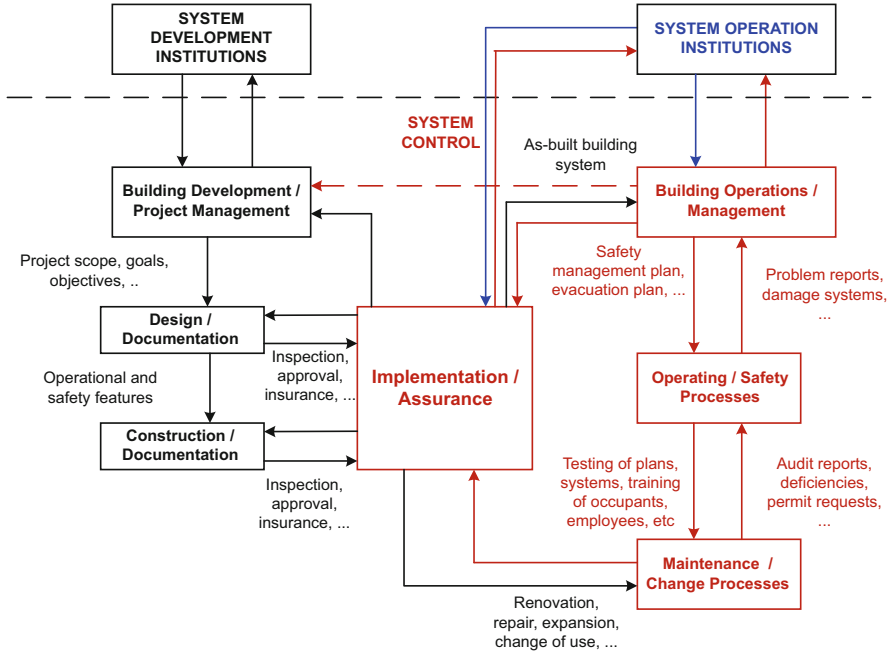 SYSTEM
DEVELOPMENT
INSTITUTIONS
SYSTEM OPERATION
INSTITUTIONS
SYSTEM
CONTROL
As-built building
system
Building Development /
Project Management
Building Operations /
Management
Project scope, goals,
objectives, ..
Safety
management plan,
evacuation plan, ...
Problem reports,
damage systems,
...
Design /
Documentation
Inspection,
approval,
insurance, ...
Implementation /
Assurance
Operating / Safety
Processes
Operational and
safety features
Construction /
Documentation
Inspection,
approval,
insurance, ...
Testing of plans,
systems, training
of occupants,
employees, etc
Audit reports,
deficiencies,
permit requests,
...
Maintenance /
Change Processes
Renovation,
repair, expansion,
change of use, ...